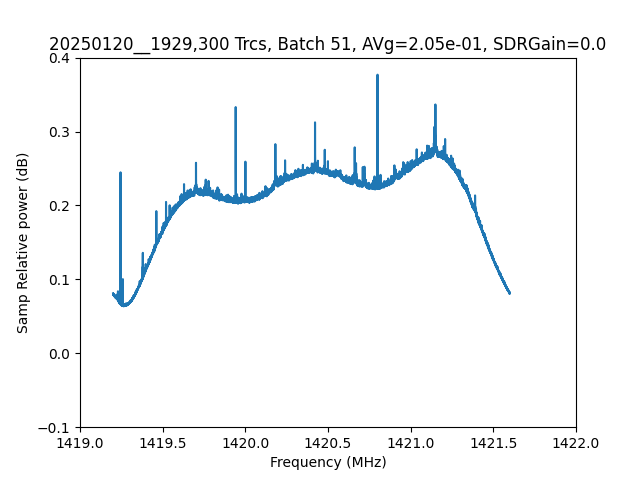 20250120__1929,300 Trcs, Batch 51, AVg=2.05e-01, SDRGain=0.0
0.4
0.3
0.2
0.1
0.0
−0.1
Samp Relative power (dB)
1419.0 1419.5 1420.0 1420.5 1421.0 1421.5 1422.0
Frequency (MHz)